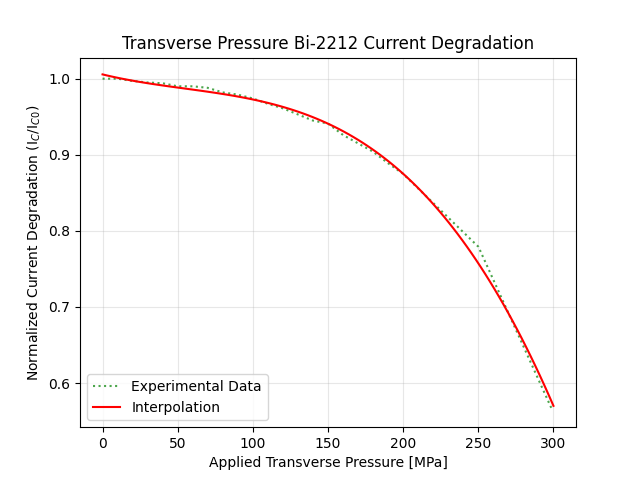 Transverse Pressure Bi-2212 Current Degradation
Normalized Current Degradation (I_C/I_C0)
1.0
0.9
0.8
0.7
0.6
Experimental Data
Interpolation
0 50 100 150 200 250 300
Applied Transverse Pressure [MPa]